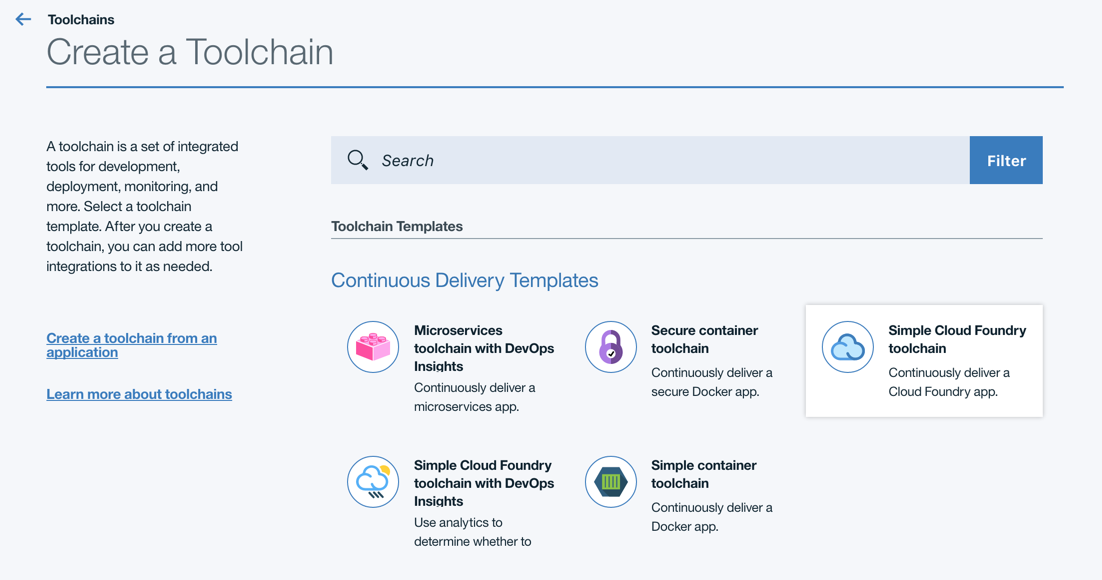 Toolchains
Create a Toolchain
A toolchain is a set of integrated
tools for development,
deployment, monitoring, and
more. Select a toolchain
template. After you create a
toolchain, you can add more tool
integrations to it as needed.
Create a toolchain from an
application
Learn more about toolchains
Search
Filter
Toolchain Templates
Continuous Delivery Templates
Microservices
toolchain with DevOps
Insights
Continuously deliver a
microservices app.
Secure container
toolchain
Continuously deliver a
secure Docker app.
Simple Cloud Foundry
toolchain
Continuously deliver a
Cloud Foundry app.
Simple Cloud Foundry
toolchain with DevOps
Insights
Use analytics to
determine whether to
Simple container
toolchain
Continuously deliver a
Docker app.